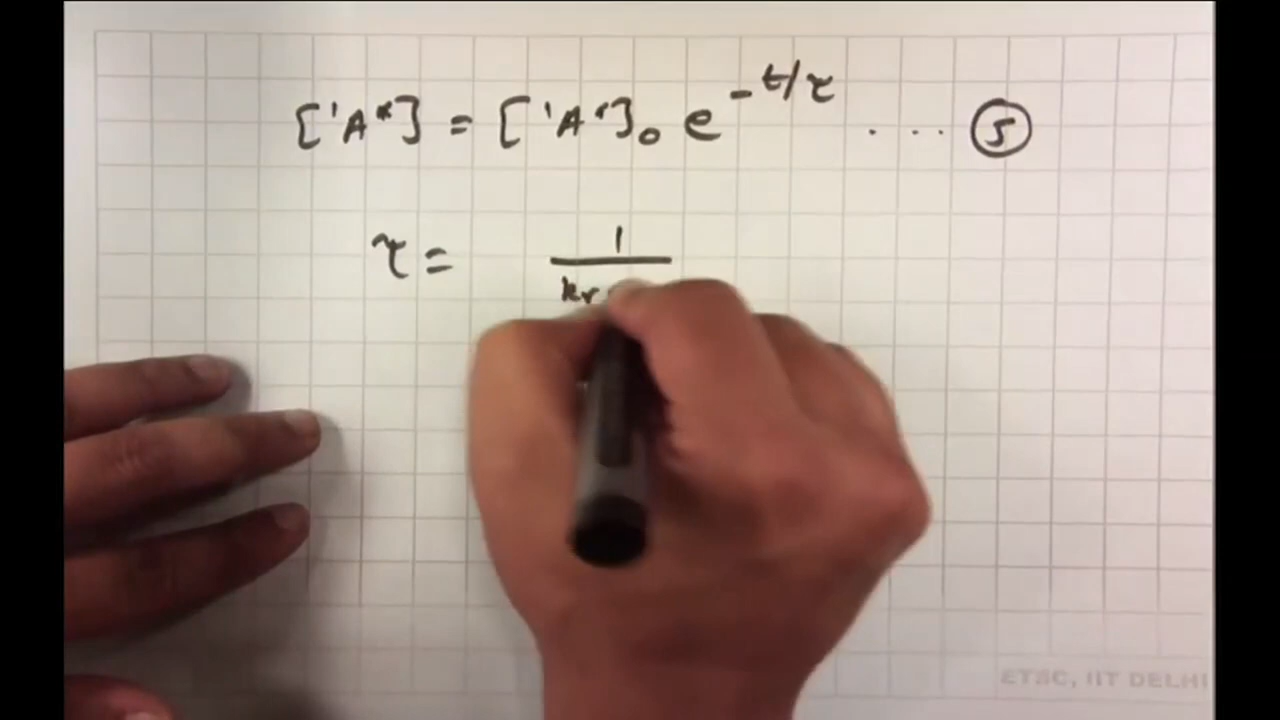 ['A*] = ['A*]₀ e^-t/τ .... ⑤
τ = 1/kr
ETSC, IIT DELHI